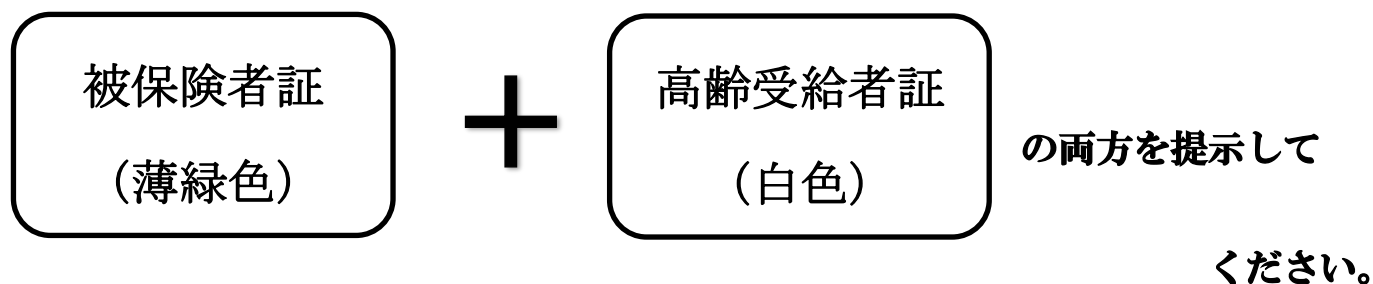 被保険者証
（薄緑色）
＋
高齢受給者証
（白色）
の両方を提示して
ください。